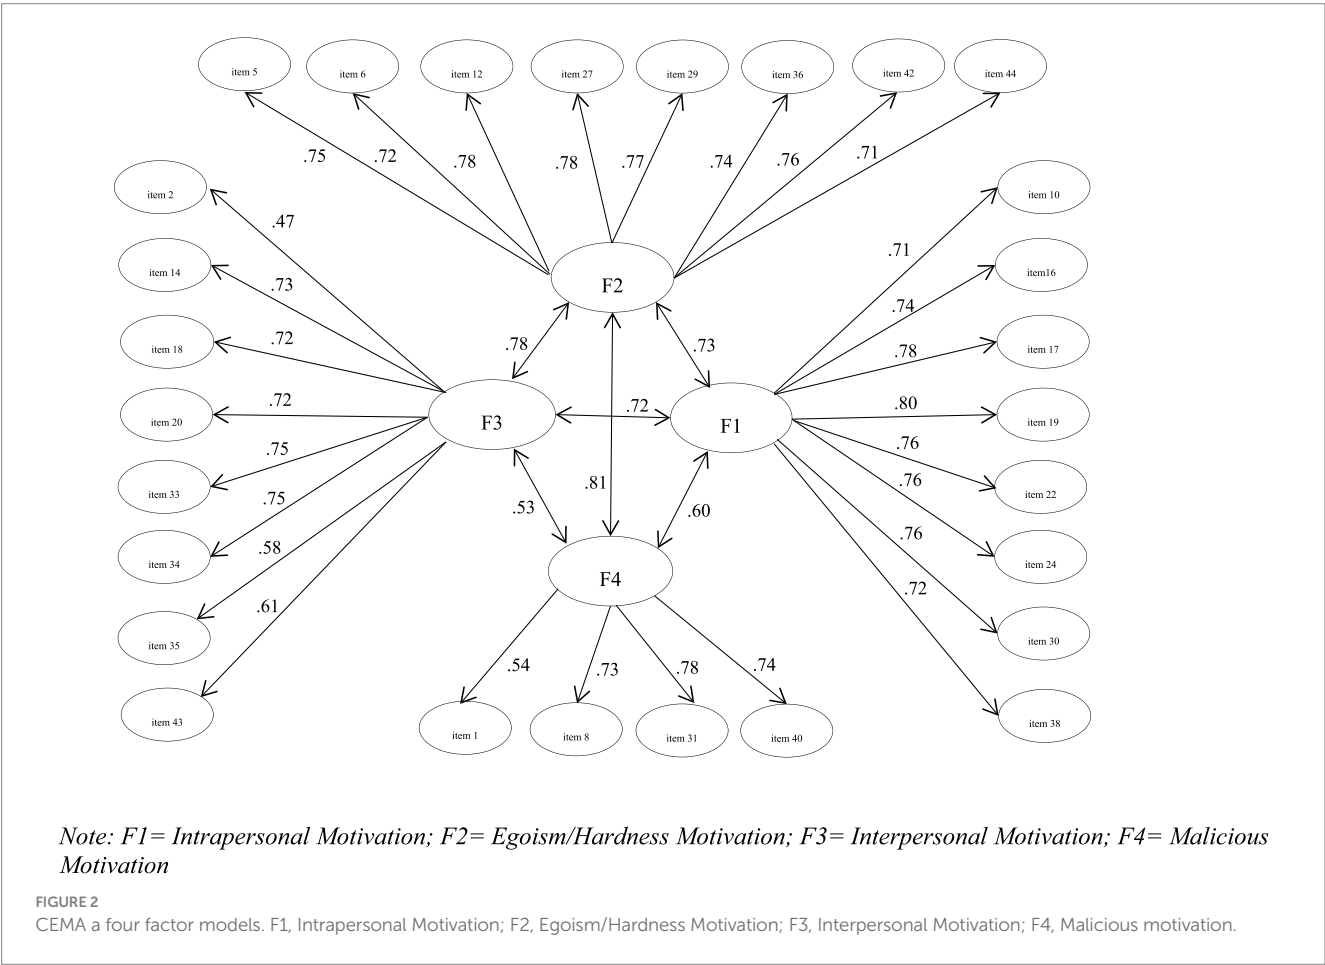 item 5 item 6 item 12 item 27 item 29 item 36 item 42 item 44
.75 .72 .78 .78 .77 .74 .76 .71
item 2 item 10
.47 .71
item 14 item16
.73 .74
F2
item 18 item 17
.72 .78 .73 .78
item 20 item 19
.72 .72 .80
F3 F1
.75 .76
item 33 item 22
.75 .81 .76
.53 .60
item 34 item 24
.58 .76
F4
.61 .72
item 35 item 30
.54 .73 .78 .74
item 43 item 1 item 8 item 31 item 40 item 38
Note: F1= Intrapersonal Motivation; F2= Egoism/Hardness Motivation; F3= Interpersonal Motivation; F4= Malicious
Motivation
FIGURE 2
CEMA a four factor models. F1, Intrapersonal Motivation; F2, Egoism/Hardness Motivation; F3, Interpersonal Motivation; F4, Malicious motivation.